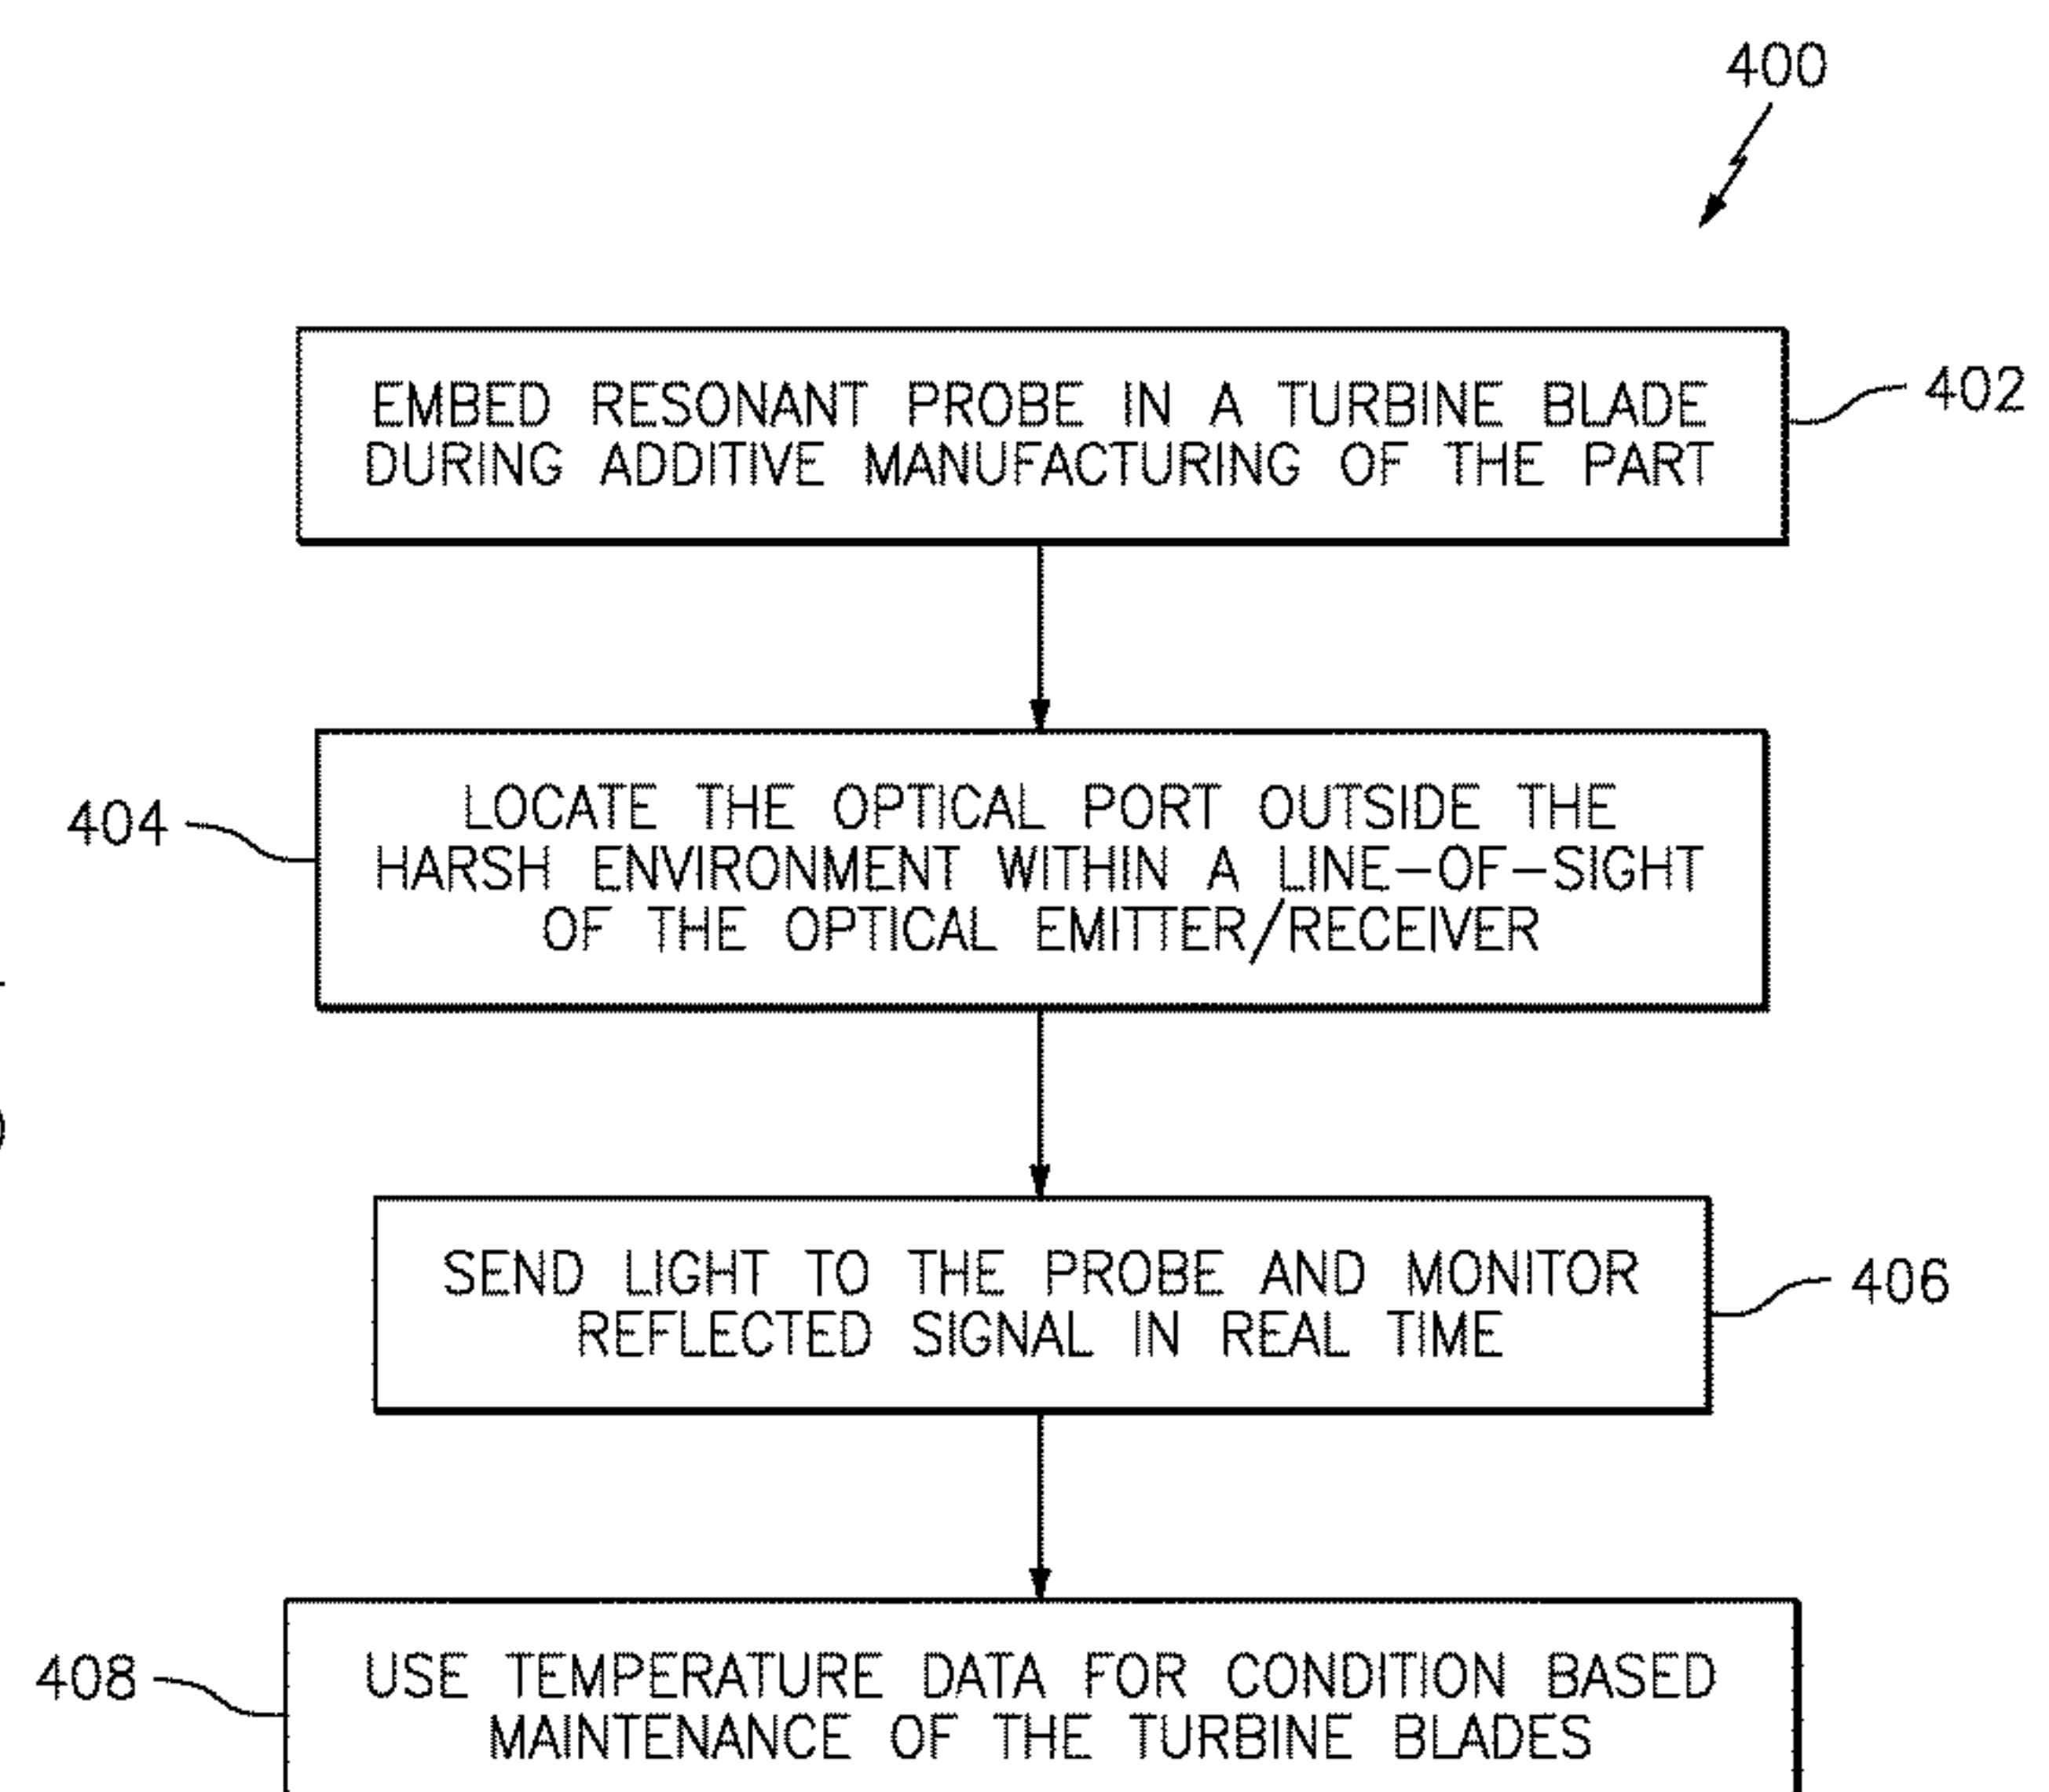 400
EMBED RESONANT PROBE IN A TURBINE BLADE
DURING ADDITIVE MANUFACTURING OF THE PART
402
LOCATE THE OPTICAL PORT OUTSIDE THE
HARSH ENVIRONMENT WITHIN A LINE-OF-SIGHT
OF THE OPTICAL EMITTER/RECEIVER
404
SEND LIGHT TO THE PROBE AND MONITOR
REFLECTED SIGNAL IN REAL TIME
406
USE TEMPERATURE DATA FOR CONDITION BASED
MAINTENANCE OF THE TURBINE BLADES
408